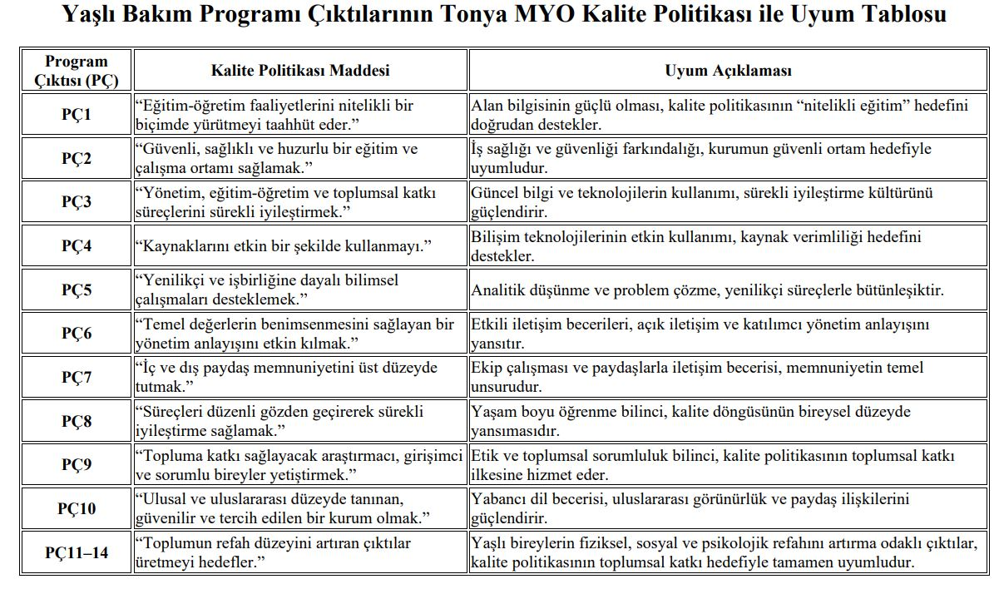 Yaşlı Bakım Programı Çıktılarının Tonya MYO Kalite Politikası ile Uyum Tablosu
Program
Çıktısı (PÇ)
Kalite Politikası Maddesi
Uyum Açıklaması
PÇ1
“Eğitim-öğretim faaliyetlerini nitelikli bir
biçimde yürütmeyi taahhüt eder.”
Alan bilgisinin güçlü olması, kalite politikasının “nitelikli eğitim” hedefini
doğrudan destekler.
PÇ2
“Güvenli, sağlıklı ve huzurlu bir eğitim ve
çalışma ortamı sağlamak.”
İş sağlığı ve güvenliği farkındalığı, kurumun güvenli ortam hedefiyle
uyumludur.
PÇ3
“Yönetim, eğitim-öğretim ve toplumsal katkı
süreçlerini sürekli iyileştirmek.”
Güncel bilgi ve teknolojilerin kullanımı, sürekli iyileştirme kültürünü
güçlendirir.
PÇ4
“Kaynaklarını etkin bir şekilde kullanmayı.”
Bilişim teknolojilerinin etkin kullanımı, kaynak verimliliği hedefini
destekler.
PÇ5
“Yenilikçi ve işbirliğine dayalı bilimsel
çalışmaları desteklemek.”
Analitik düşünme ve problem çözme, yenilikçi süreçlerle bütünleşiktir.
PÇ6
“Temel değerlerin benimsenmesini sağlayan bir
yönetim anlayışını etkin kılmak.”
Etkili iletişim becerileri, açık iletişim ve katılımcı yönetim anlayışını
yansıtır.
PÇ7
“İç ve dış paydaş memnuniyetini üst düzeyde
tutmak.”
Ekip çalışması ve paydaşlarla iletişim becerisi, memnuniyetin temel
unsurudur.
PÇ8
“Süreçleri düzenli gözden geçirerek sürekli
iyileştirme sağlamak.”
Yaşam boyu öğrenme bilinci, kalite döngüsünün bireysel düzeyde
yansımasıdır.
PÇ9
“Topluma katkı sağlayacak araştırmacı, girişimci
ve sorumlu bireyler yetiştirmek.”
Etik ve toplumsal sorumluluk bilinci, kalite politikasının toplumsal katkı
ilkesine hizmet eder.
PÇ10
“Ulusal ve uluslararası düzeyde tanınan,
güvenilir ve tercih edilen bir kurum olmak.”
Yabancı dil becerisi, uluslararası görünürlük ve paydaş ilişkilerini
güçlendirir.
PÇ11–14
“Toplumun refah düzeyini artıran çıktılar
üretmeyi hedefler.”
Yaşlı bireylerin fiziksel, sosyal ve psikolojik refahını artırma odaklı çıktılar,
kalite politikasının toplumsal katkı hedefiyle tamamen uyumludur.